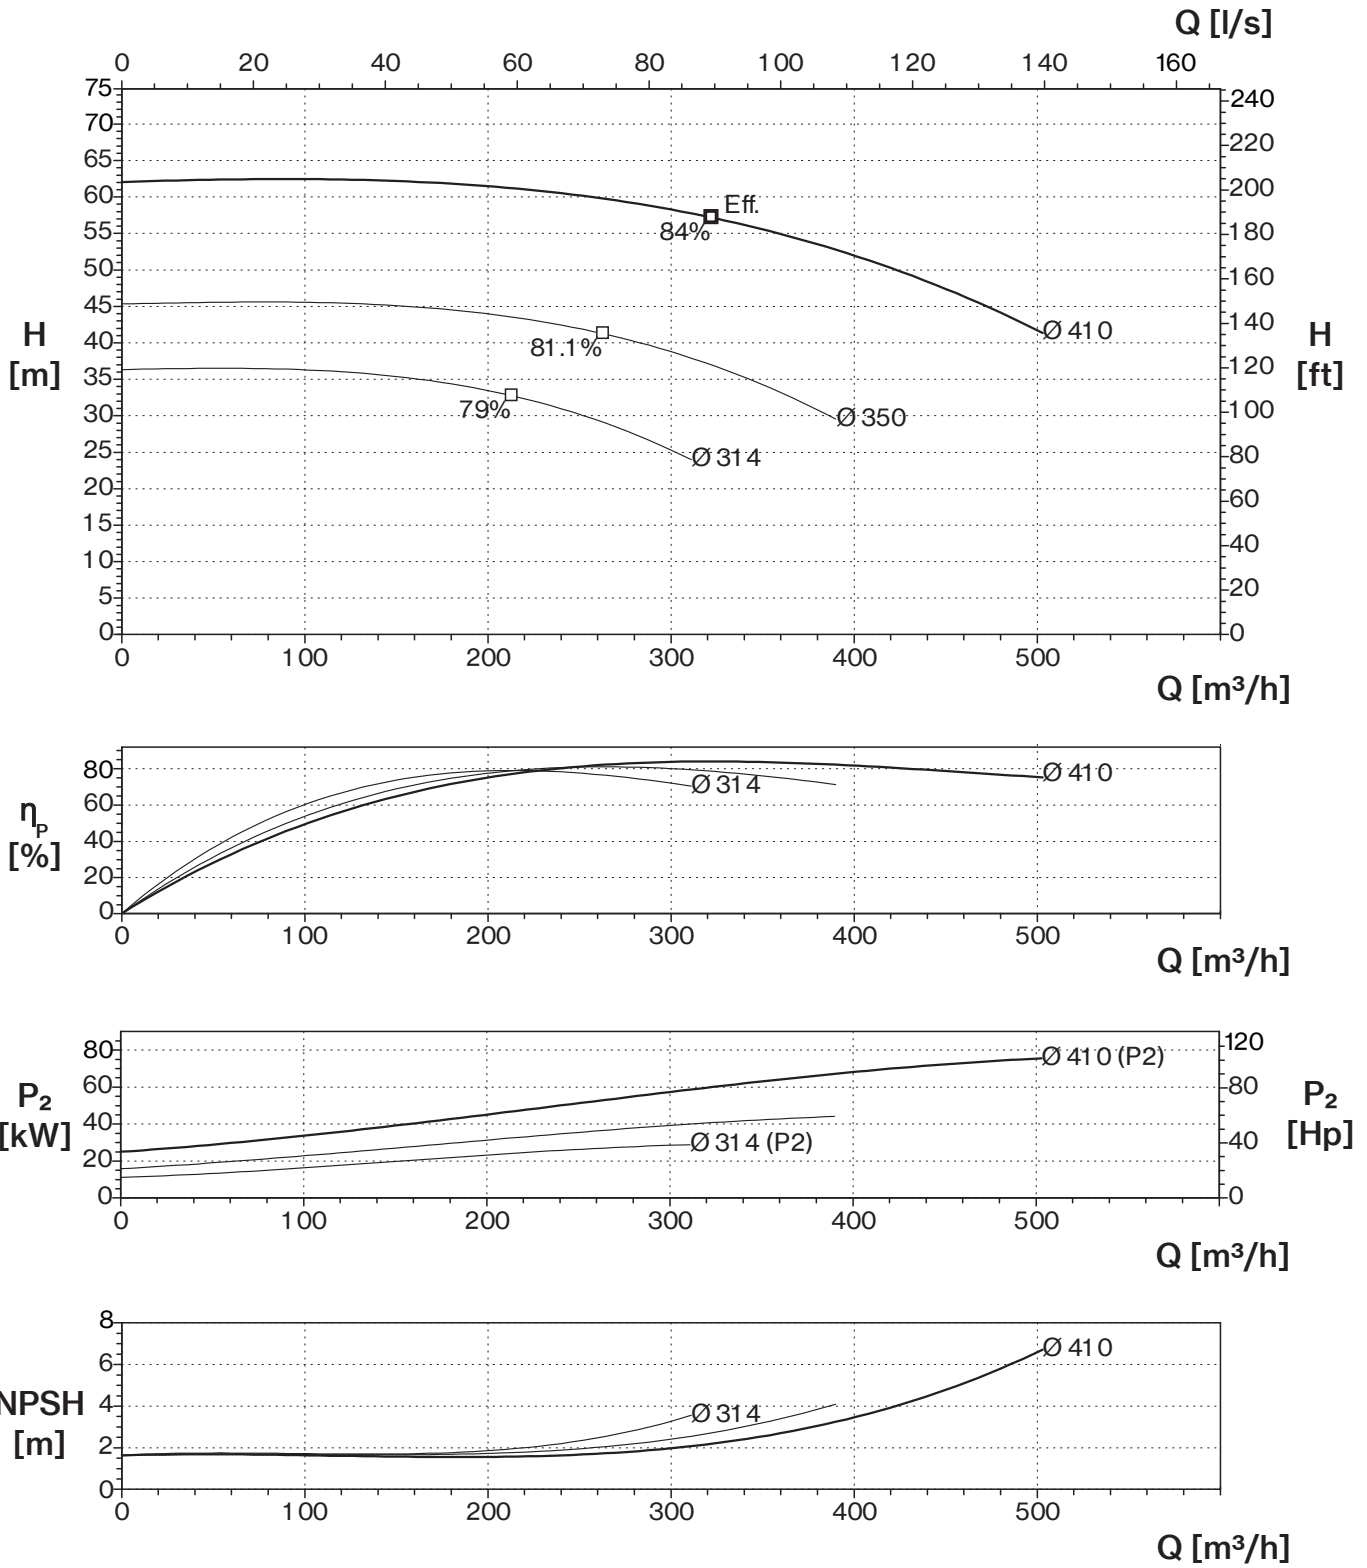 Q [l/s]
0 20 40 60 80 100 120 140 160
75 240
70 220
65 200
60 Eff. 180
55 84% 160
50 140
45 Ø 410
H H
40 81.1% 120
[m] [ft]
35 79% 100
30 Ø 350
25 Ø 314 80
20 60
15 40
10 20
5
0 0
0 100 200 300 400 500
Q [m³/h]
80 Ø 410
Ø 314
60
ηP
40
[%]
20
0
0 100 200 300 400 500
Q [m³/h]
80 Ø 410 (P2) 120
60 80
P₂ P₂
40 Ø 314 (P2) 40
[kW] [Hp]
20
0 0
0 100 200 300 400 500
Q [m³/h]
8
6 Ø 410
4 Ø 314
NPSH
[m]
2
0
0 100 200 300 400 500
Q [m³/h]